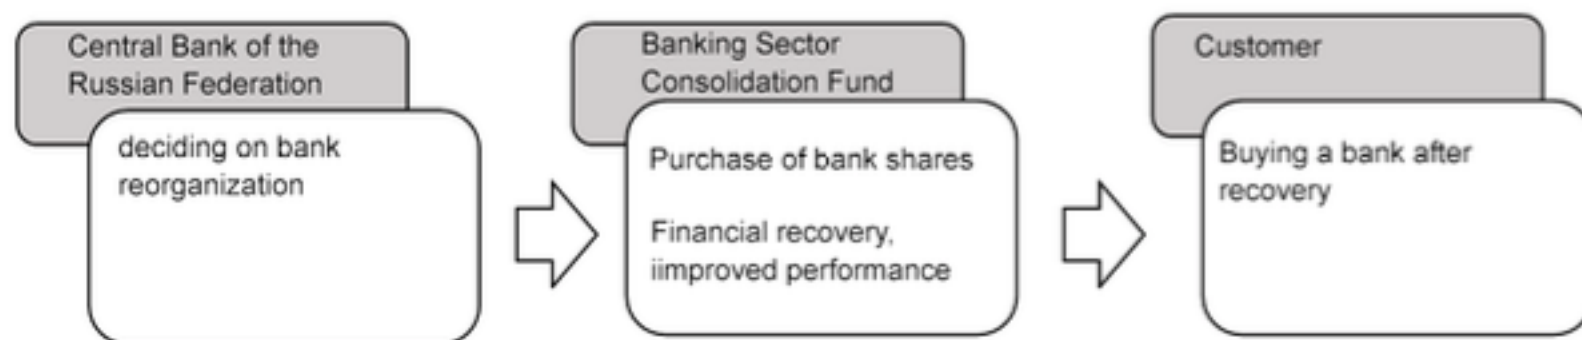 Central Bank of the
Russian Federation
deciding on bank
reorganization
Banking Sector
Consolidation Fund
Purchase of bank shares
Financial recovery,
iimproved performance
Customer
Buying a bank after
recovery